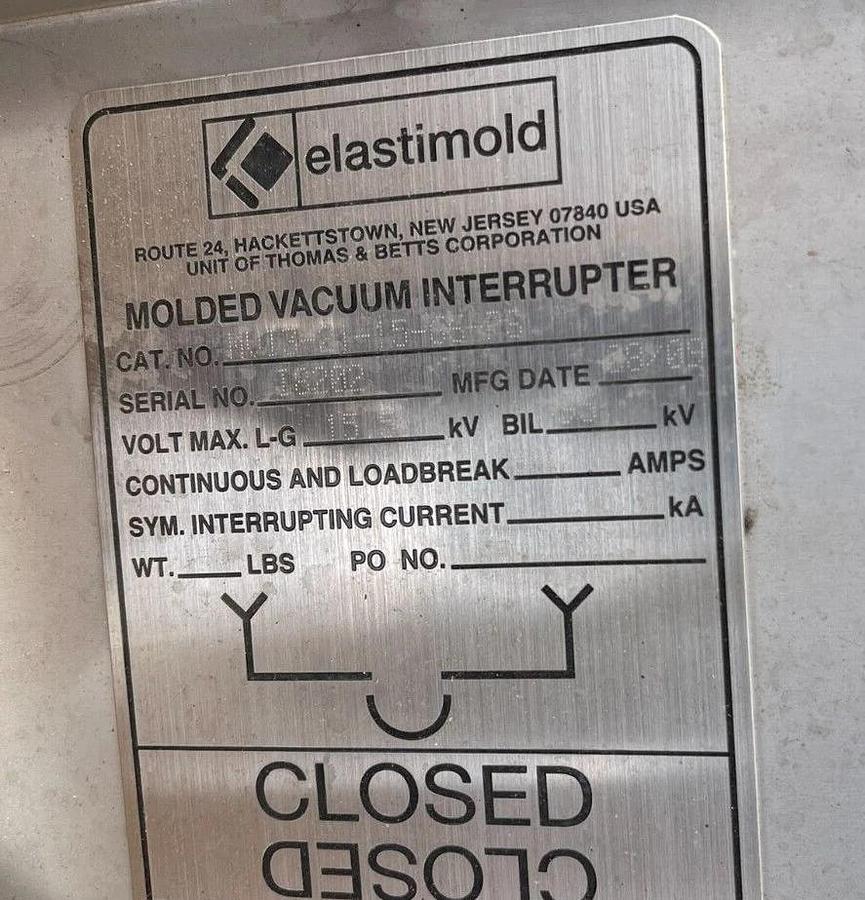 elastimold
ROUTE 24, HACKETTSTOWN, NEW JERSEY 07840 USA
UNIT OF THOMAS & BETTS CORPORATION
MOLDED VACUUM INTERRUPTER
CAT. NO.
SERIAL NO. MFG DATE
VOLT MAX. L-G kV BIL kV
CONTINUOUS AND LOADBREAK AMPS
SYM. INTERRUPTING CURRENT kA
WT. LBS PO NO.
CLOSED
CLOSED